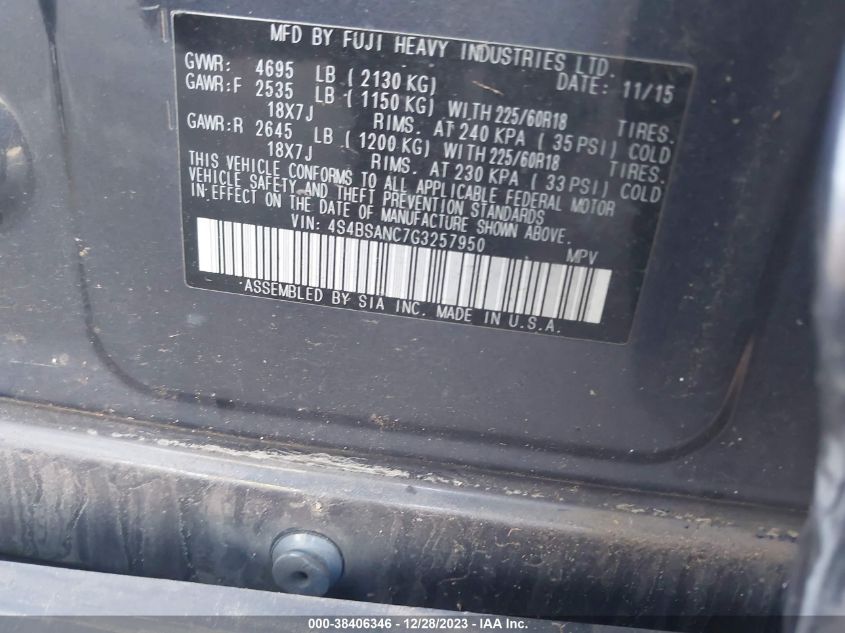 MFD BY FUJI HEAVY INDUSTRIES LTD.
GVWR: 4695 LB ( 2130 KG) DATE: 11/15
GAWR:F 2535 LB ( 1150 KG) WITH 225/60R18 TIRES.
18X7J RIMS. AT 240 KPA ( 35 PSI) COLD
GAWR:R 2645 LB ( 1200 KG) WITH 225/60R18 TIRES.
18X7J RIMS. AT 230 KPA ( 33 PSI) COLD
THIS VEHICLE CONFORMS TO ALL APPLICABLE FEDERAL MOTOR
VEHICLE SAFETY AND THEFT PREVENTION STANDARDS
IN EFFECT ON THE DATE OF MANUFACTURE SHOWN ABOVE.
VIN: 4S4BSANC7G3257950 MPV
ASSEMBLED BY SIA INC. MADE IN U.S.A.
000-38406346 - 12/28/2023 - IAA Inc.